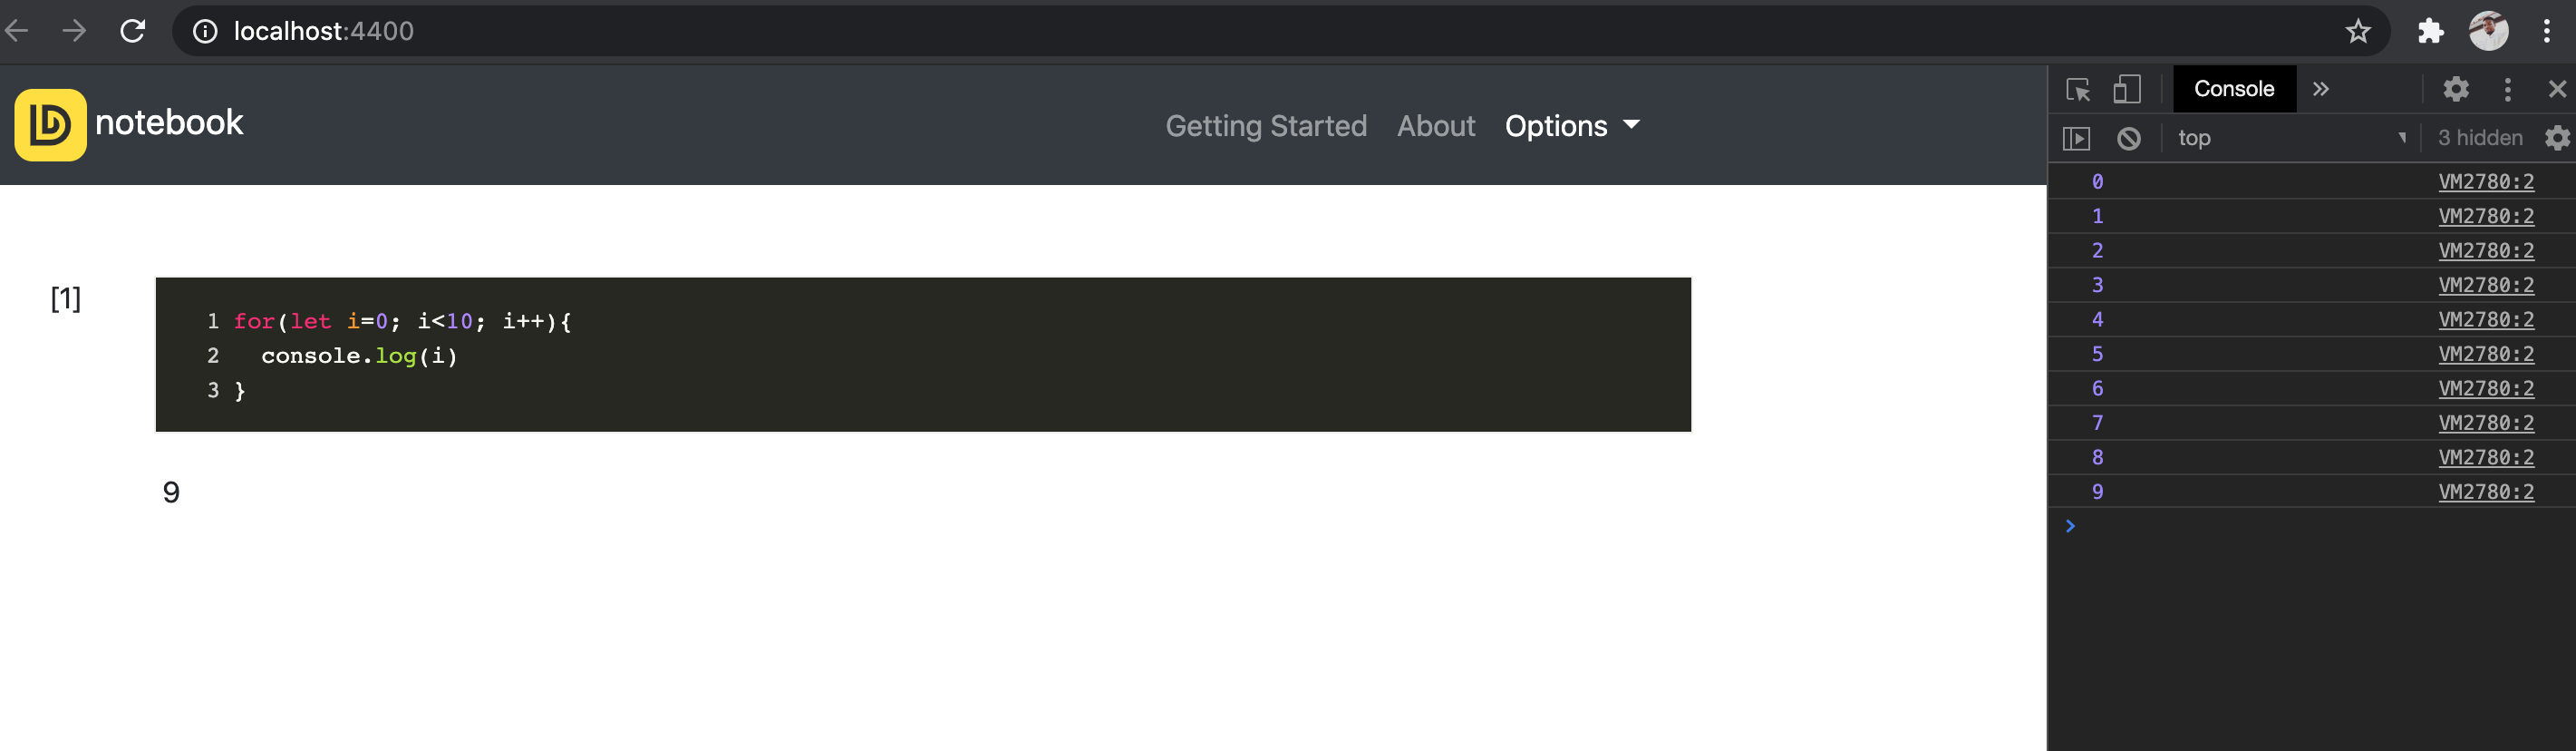 localhost:4400
notebook
Getting Started About Options
[1]
1 for(let i=0; i<10; i++){
2 console.log(i)
3 }
9
Console
top 3 hidden
0 VM2780:2
1 VM2780:2
2 VM2780:2
3 VM2780:2
4 VM2780:2
5 VM2780:2
6 VM2780:2
7 VM2780:2
8 VM2780:2
9 VM2780:2